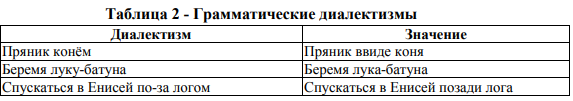 Таблица 2 - Грамматические диалектизмы
Диалектизм Значение
Пряник конём Пряник ввиде коня
Беремя луку-батуна Беремя лука-батуна
Спускаться в Енисей по-за логом Спускаться в Енисей позади лога